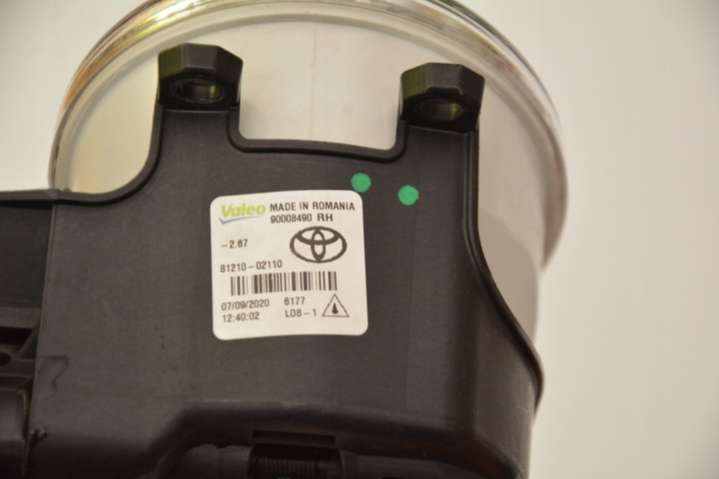 Valeo MADE IN ROMANIA
90008490 RH
-2.67
81210-02110
07/09/2020 6177
12:40:02 L08-1